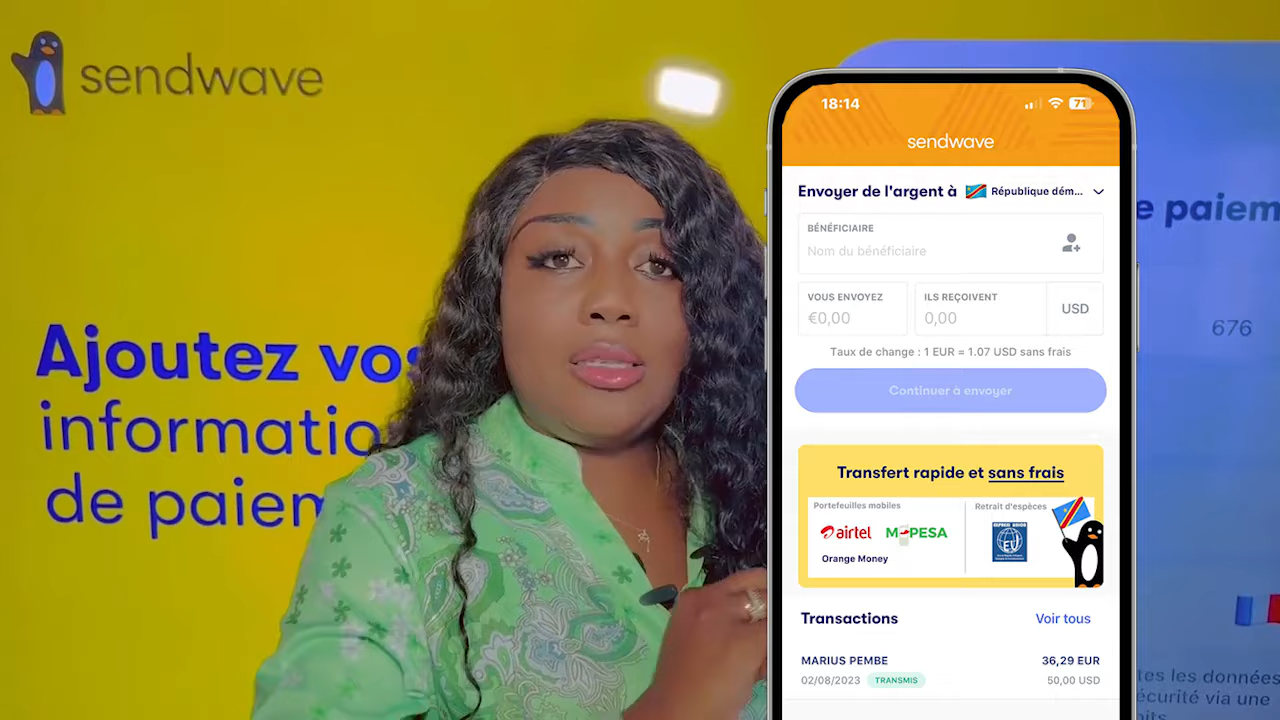 sendwave
Ajoutez vos
informatio
de paiem
e paiem
676
tes les données
écurité via une
18:14
71
sendwave
Envoyer de l'argent à République dém...
BÉNÉFICIAIRE
Nom du bénéficiaire
VOUS ENVOYEZ
€0,00
ILS REÇOIVENT
0,00
USD
Taux de change : 1 EUR = 1.07 USD sans frais
Continuer à envoyer
Transfert rapide et sans frais
Portefeuilles mobiles
Retrait d'espèces
airtel
M-PESA
Orange Money
Transactions
Voir tous
MARIUS PEMBE
36,29 EUR
02/08/2023
TRANSMIS
50,00 USD